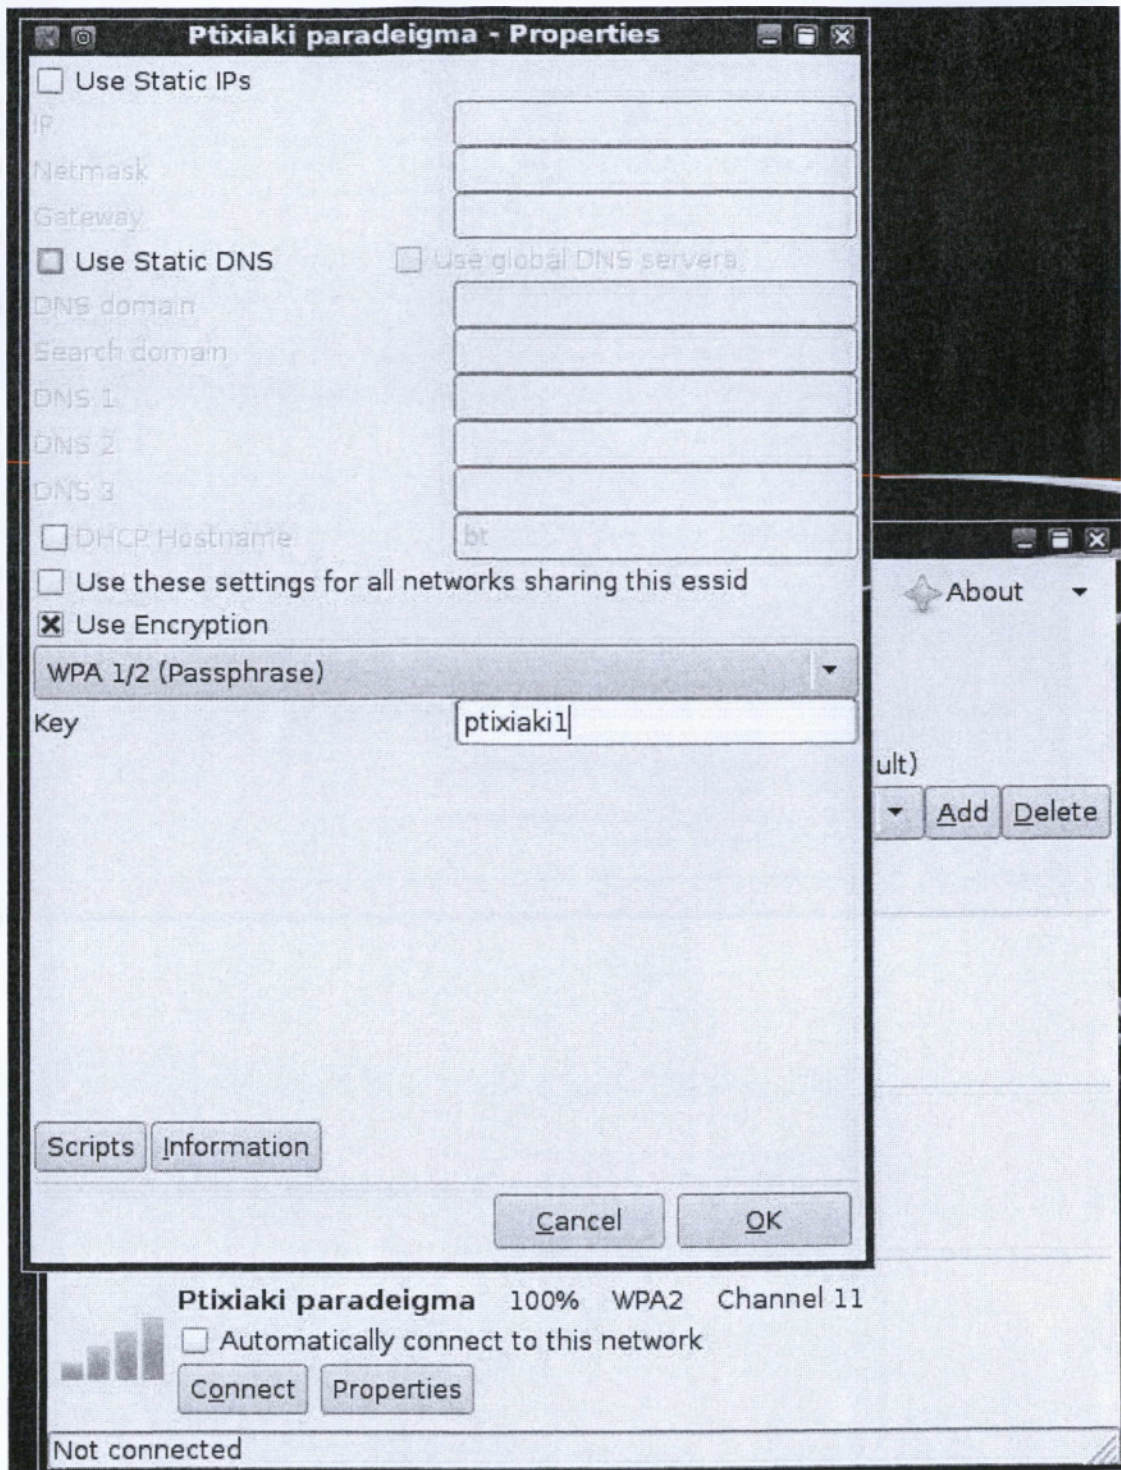 Ptixiaki paradeigma - Properties
Use Static IPs
IP
Netmask
Gateway
Use Static DNS Use global DNS servers
DNS domain
Search domain
DNS 1
DNS 2
DNS 3
DHCP Hostname bt
Use these settings for all networks sharing this essid
Use Encryption
WPA 1/2 (Passphrase)
Key ptixiaki1
Scripts Information
Cancel OK
About
ult)
Add Delete
Ptixiaki paradeigma 100% WPA2 Channel 11
Automatically connect to this network
Connect Properties
Not connected